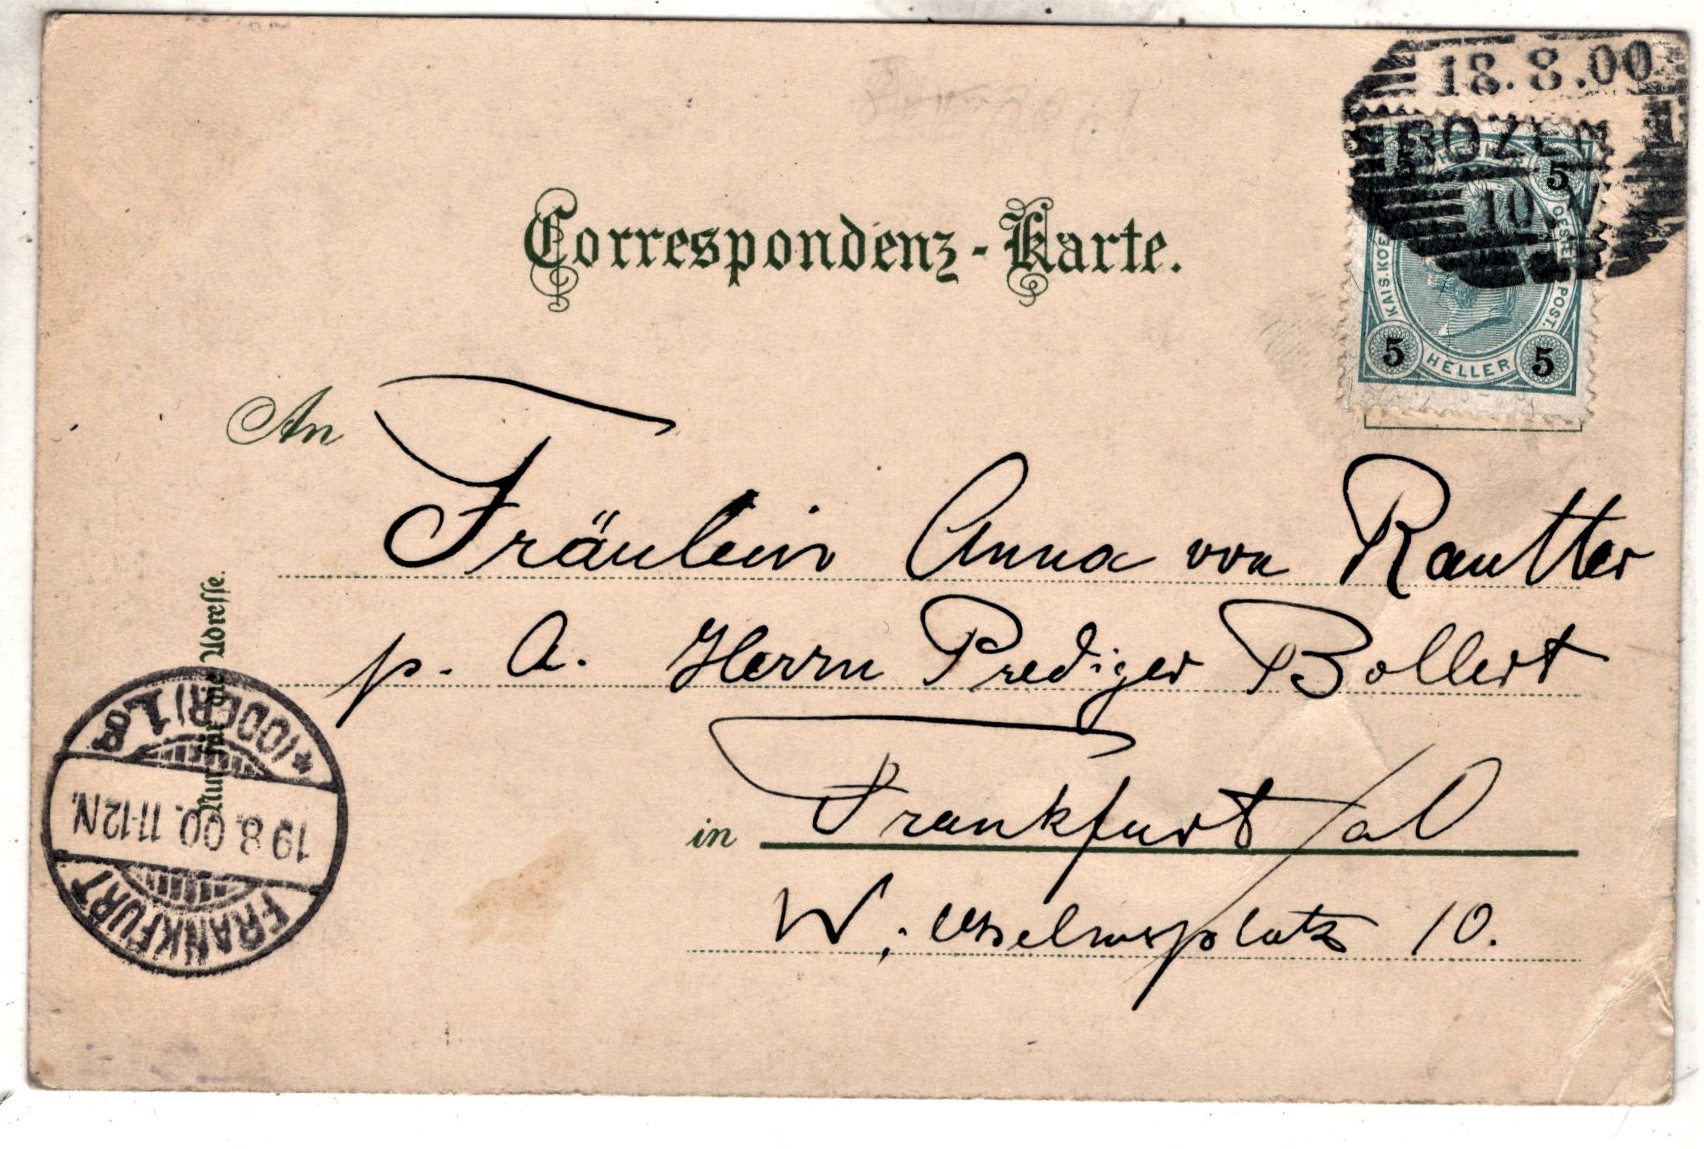 18.8.00
BOZEN 1
10.V
Correspondenz-Karte.
5 5
KAIS. KOE OESTERR POST.
5 HELLER 5
An
Fräulein Anna von Rautter
p. A. Herrn Prediger Bollert
in Frankfurt / a O
Wilhelmsplatz 10.
Nur für die Adresse.
FRANKFURT
19.8.00. 11-12N.
* (ODER) 1